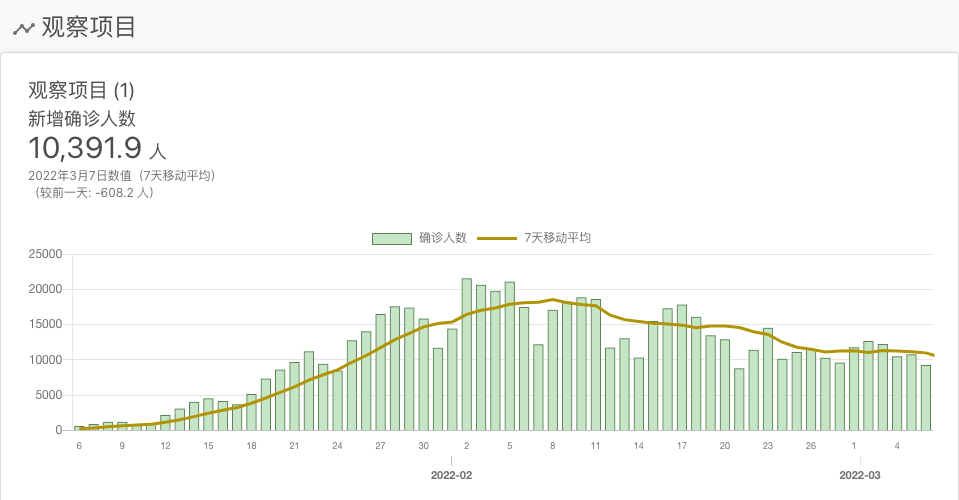 观察项目
观察项目 (1)
新增确诊人数
10,391.9 人
2022年3月7日数值（7天移动平均）
（较前一天: -608.2 人）
确诊人数 7天移动平均
25000
20000
15000
10000
5000
0
6 9 12 15 18 21 24 27 30 2 5 8 11 14 17 20 23 26 1 4
2022-02 2022-03